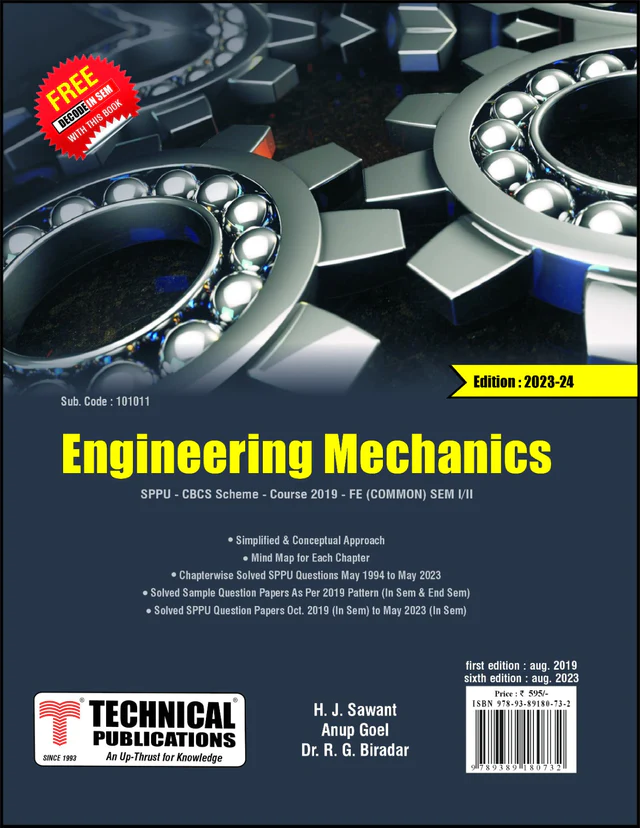 FREE
DECODE IN SEM
WITH THIS BOOK
Edition : 2023-24
Sub. Code : 101011
Engineering Mechanics
SPPU - CBCS Scheme - Course 2019 - FE (COMMON) SEM I/II
• Simplified & Conceptual Approach
• Mind Map for Each Chapter
• Chapterwise Solved SPPU Questions May 1994 to May 2023
• Solved Sample Question Papers As Per 2019 Pattern (In Sem & End Sem)
• Solved SPPU Question Papers Oct. 2019 (In Sem) to May 2023 (In Sem)
first edition : aug. 2019
sixth edition : aug. 2023
Price : ₹ 595/-
ISBN 978-93-89180-73-2
9 789389 180732
H. J. Sawant
Anup Goel
Dr. R. G. Biradar
TECHNICAL®
PUBLICATIONS
SINCE 1993
An Up-Thrust for Knowledge